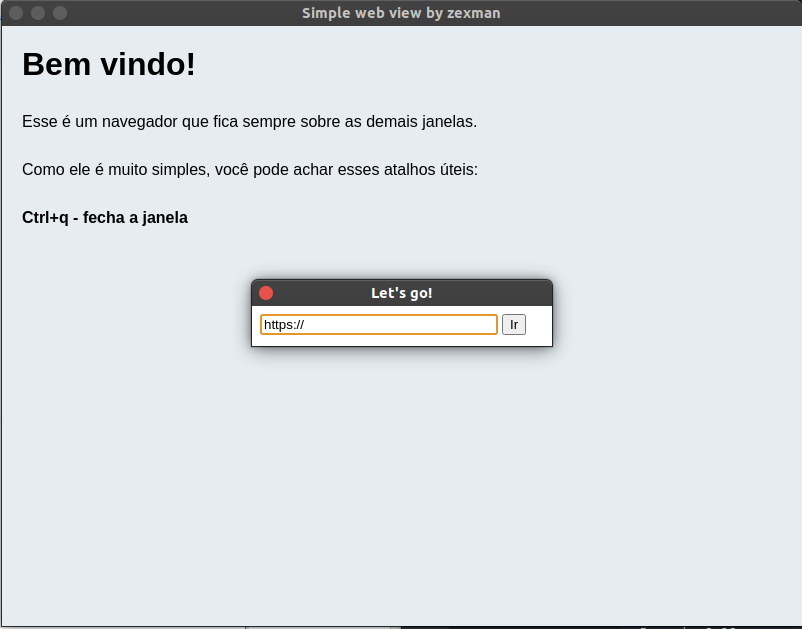 Simple web view by zexman
Bem vindo!
Esse é um navegador que fica sempre sobre as demais janelas.
Como ele é muito simples, você pode achar esses atalhos úteis:
Ctrl+q - fecha a janela
Let's go!
https:// Ir